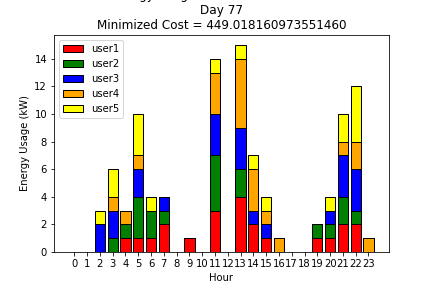 Day 77
Minimized Cost = 449.018160973551460
user1
user2
user3
user4
user5
Energy Usage (kW)
14
12
10
8
6
4
2
0
0 1 2 3 4 5 6 7 8 9 10 11 12 13 14 15 16 17 18 19 20 21 22 23
Hour